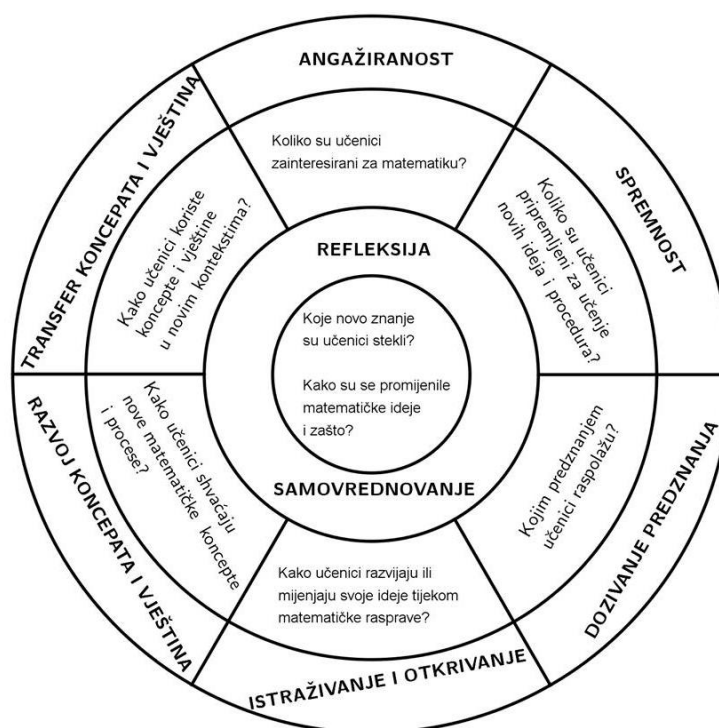 ANGAŽIRANOST
Koliko su učenici
zainteresirani za matematiku?
SPREMNOST
Koliko su učenici
pripremljeni za učenje
novih ideja i procedura?
DOZIVANJE PREDZNANJA
Kojim predznanjem
učenici raspolažu?
ISTRAŽIVANJE I OTKRIVANJE
Kako učenici razvijaju ili
mijenjaju svoje ideje tijekom
matematičke rasprave?
RAZVOJ KONCEPATA I VJEŠTINA
Kako učenici shvaćaju
nove matematičke koncepte
i procese?
TRANSFER KONCEPATA I VJEŠTINA
Kako učenici koriste
koncepte i vještine
u novim kontekstima?
REFLEKSIJA
Koje novo znanje
su učenici stekli?
Kako su se promijenile
matematičke ideje
i zašto?
SAMOVREDNOVANJE